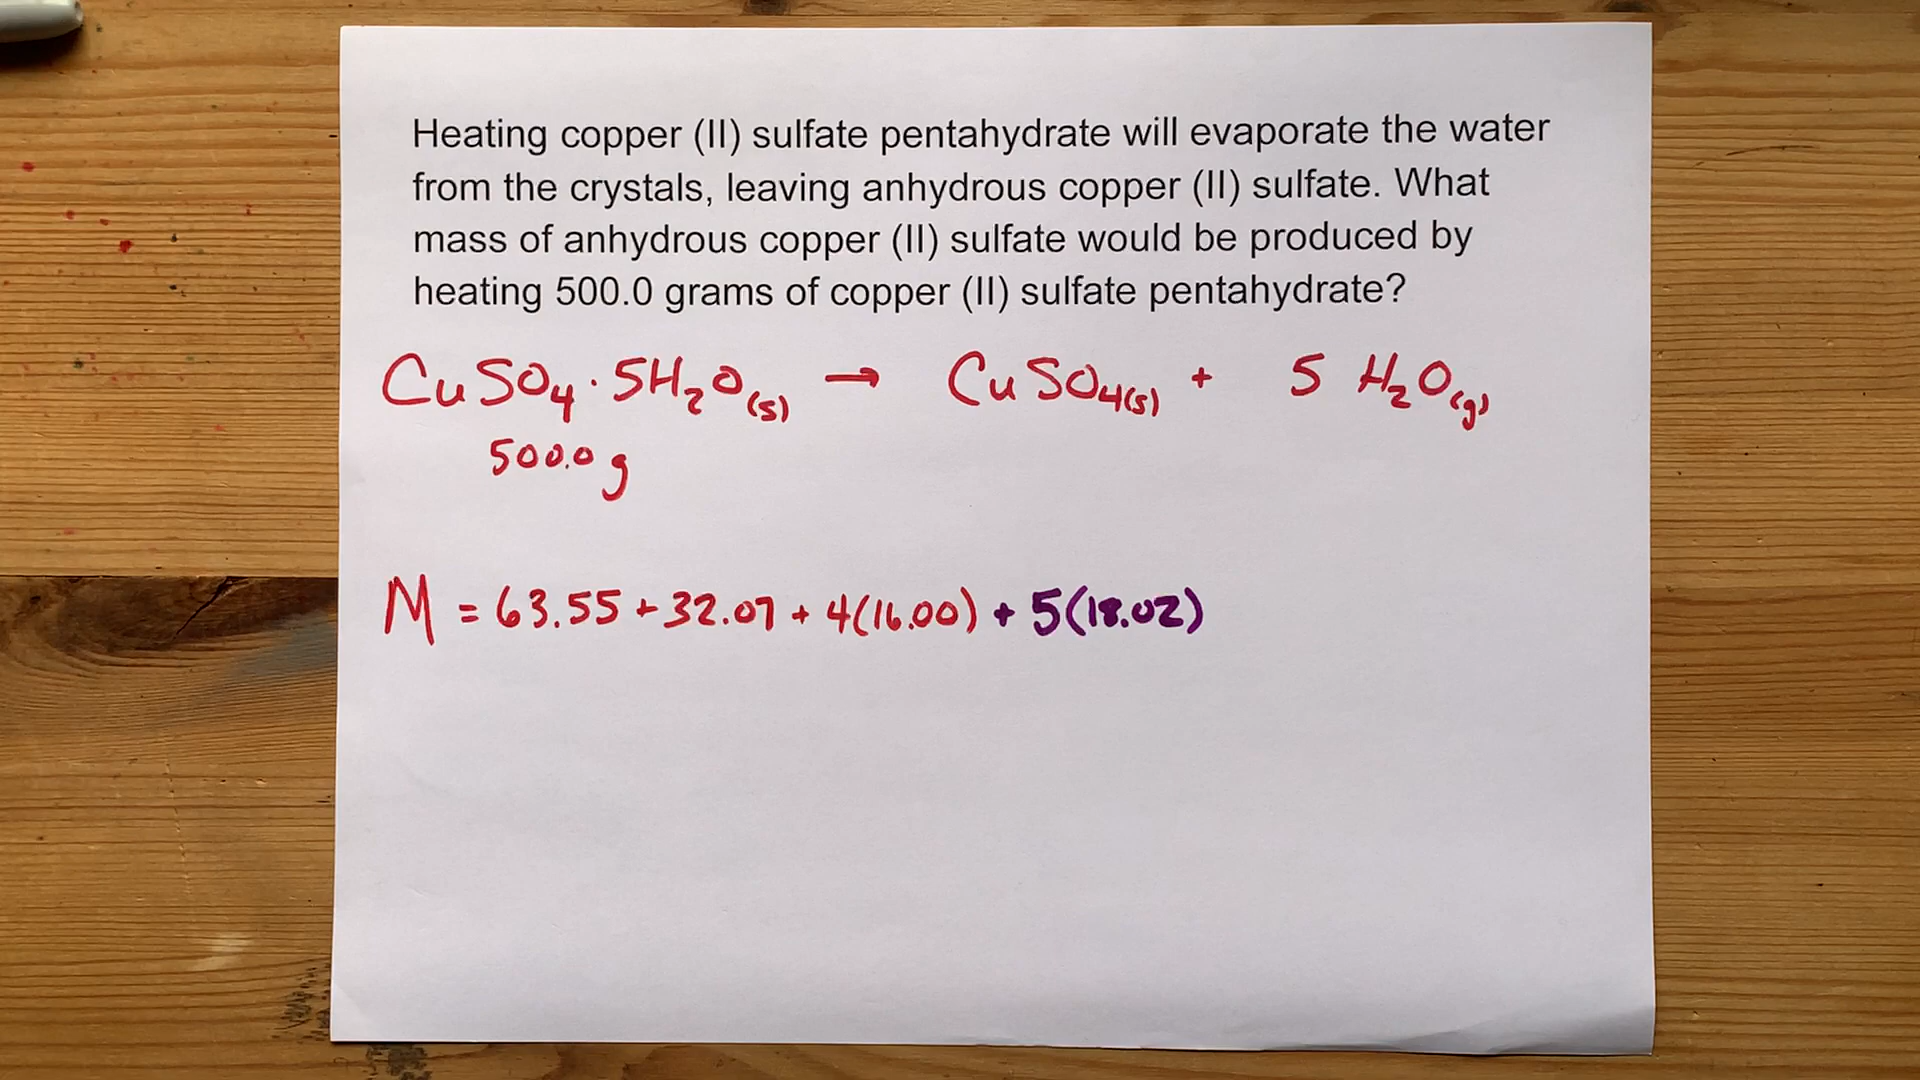 Heating copper (II) sulfate pentahydrate will evaporate the water
from the crystals, leaving anhydrous copper (II) sulfate. What
mass of anhydrous copper (II) sulfate would be produced by
heating 500.0 grams of copper (II) sulfate pentahydrate?
CuSO₄·5H₂O(s) → CuSO₄(s) + 5 H₂O(g)
500.0 g
M = 63.55 + 32.07 + 4(16.00) + 5(18.02)